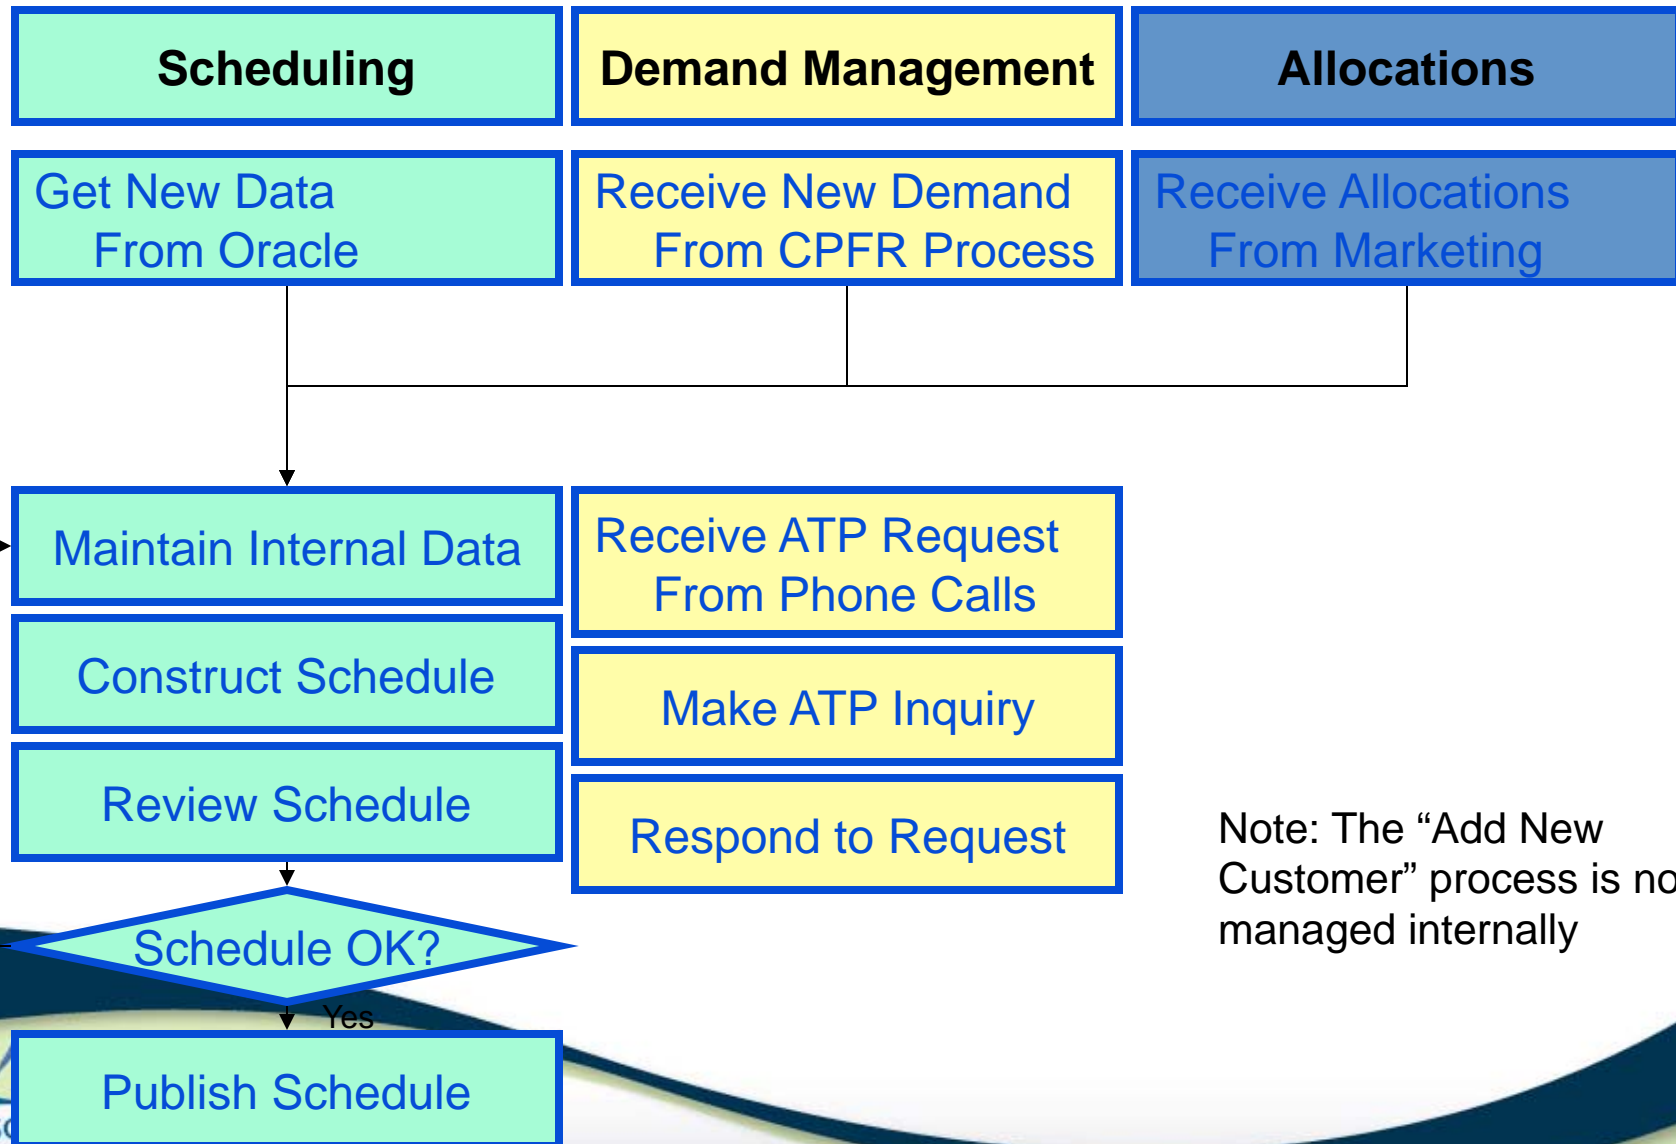 Scheduling
Demand Management
Allocations
Get New Data
From Oracle
Receive New Demand
From CPFR Process
Receive Allocations
From Marketing
Maintain Internal Data
Construct Schedule
Review Schedule
Schedule OK?
Yes
Publish Schedule
Receive ATP Request
From Phone Calls
Make ATP Inquiry
Respond to Request
Note: The “Add New
Customer” process is no
managed internally